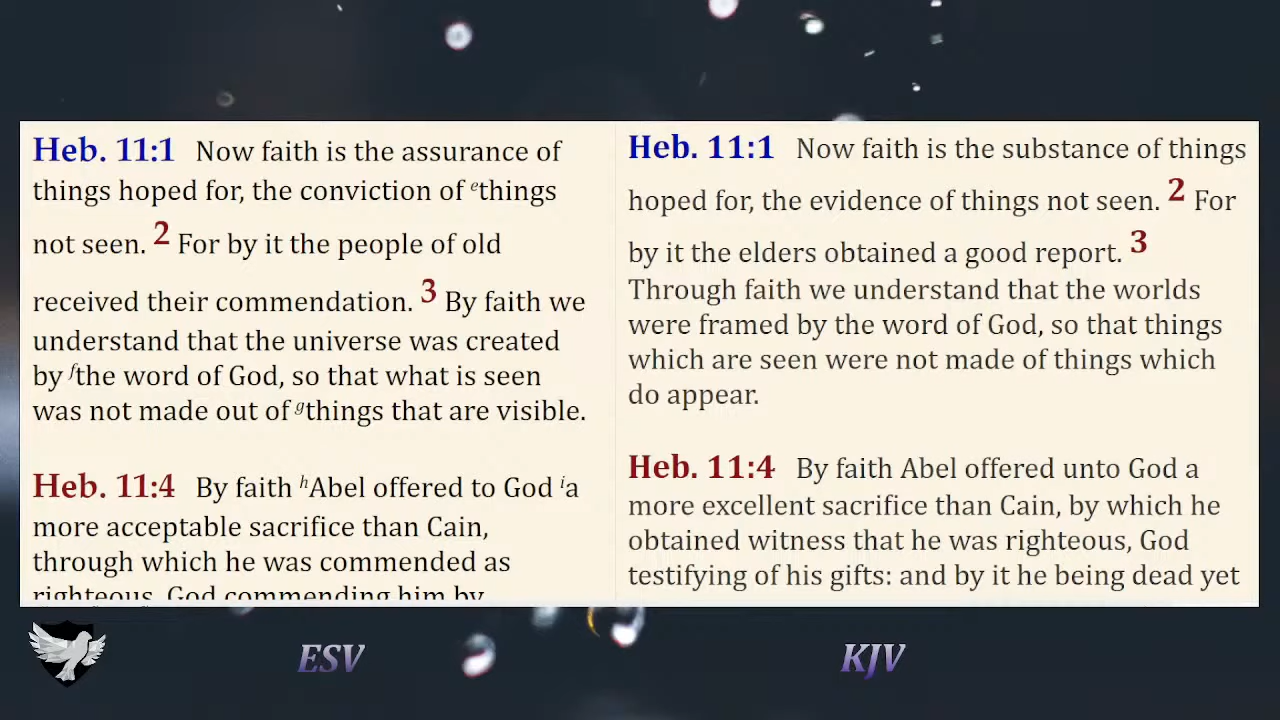 Heb. 11:1 Now faith is the assurance of
things hoped for, the conviction of ethings
not seen. 2 For by it the people of old
received their commendation. 3 By faith we
understand that the universe was created
by fthe word of God, so that what is seen
was not made out of gthings that are visible.
Heb. 11:4 By faith hAbel offered to God ia
more acceptable sacrifice than Cain,
through which he was commended as
righteous, God commending him by
Heb. 11:1 Now faith is the substance of things
hoped for, the evidence of things not seen. 2 For
by it the elders obtained a good report. 3
Through faith we understand that the worlds
were framed by the word of God, so that things
which are seen were not made of things which
do appear.
Heb. 11:4 By faith Abel offered unto God a
more excellent sacrifice than Cain, by which he
obtained witness that he was righteous, God
testifying of his gifts: and by it he being dead yet
ESV
KJV